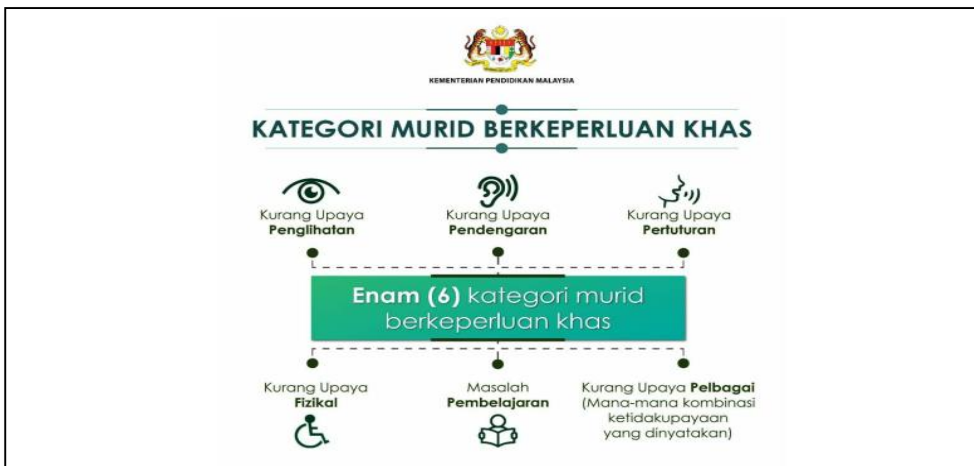 KEMENTERIAN PENDIDIKAN MALAYSIA
KATEGORI MURID BERKEPERLUAN KHAS
Kurang Upaya
Penglihatan
Kurang Upaya
Pendengaran
Kurang Upaya
Pertuturan
Enam (6) kategori murid
berkeperluan khas
Kurang Upaya
Fizikal
Masalah
Pembelajaran
Kurang Upaya Pelbagai
(Mana-mana kombinasi
ketidakupayaan
yang dinyatakan)